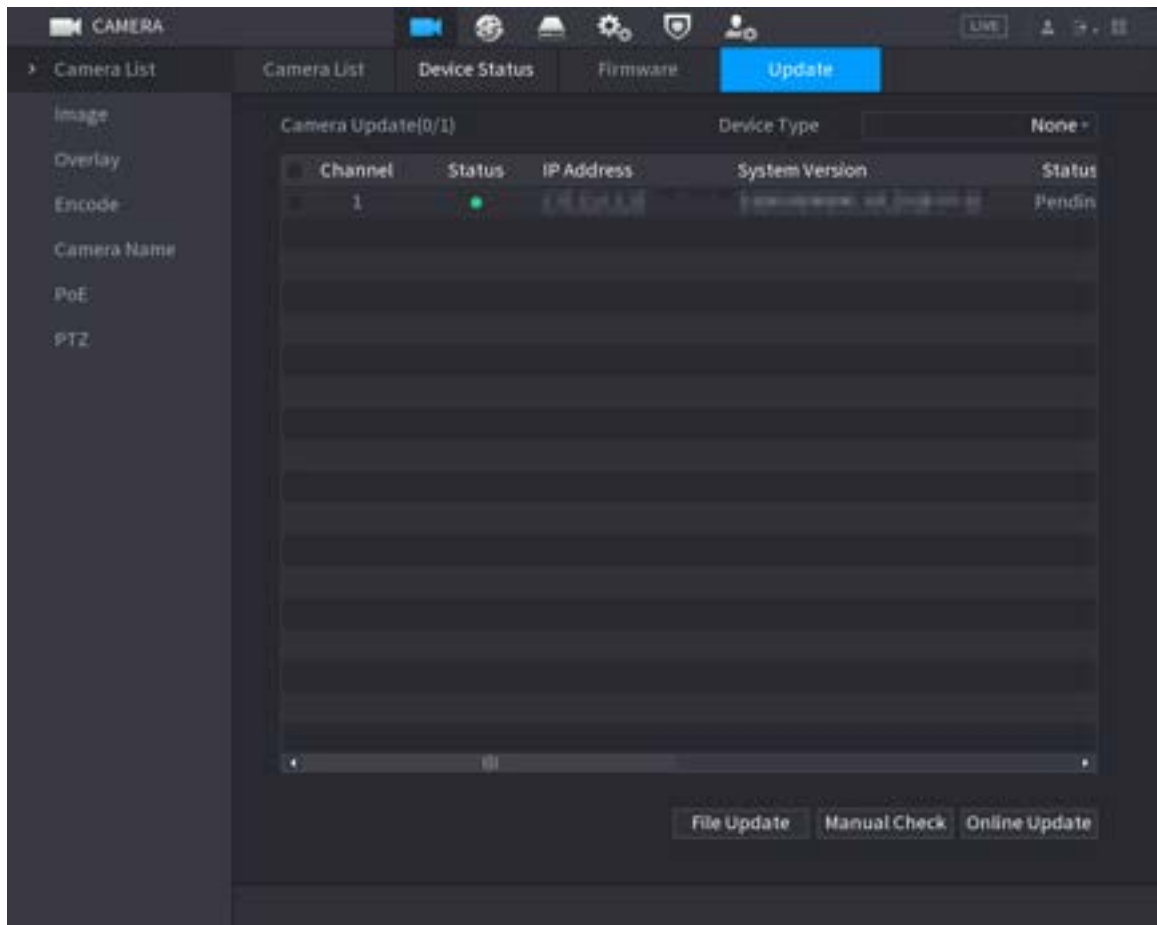 CAMERA LIVE
Camera List Camera List Device Status Firmware Update
Image
Camera Update(0/1) Device Type None
Overlay
Channel Status IP Address System Version Status
Encode
1 Pendin
Camera Name
PoE
PTZ
File Update Manual Check Online Update